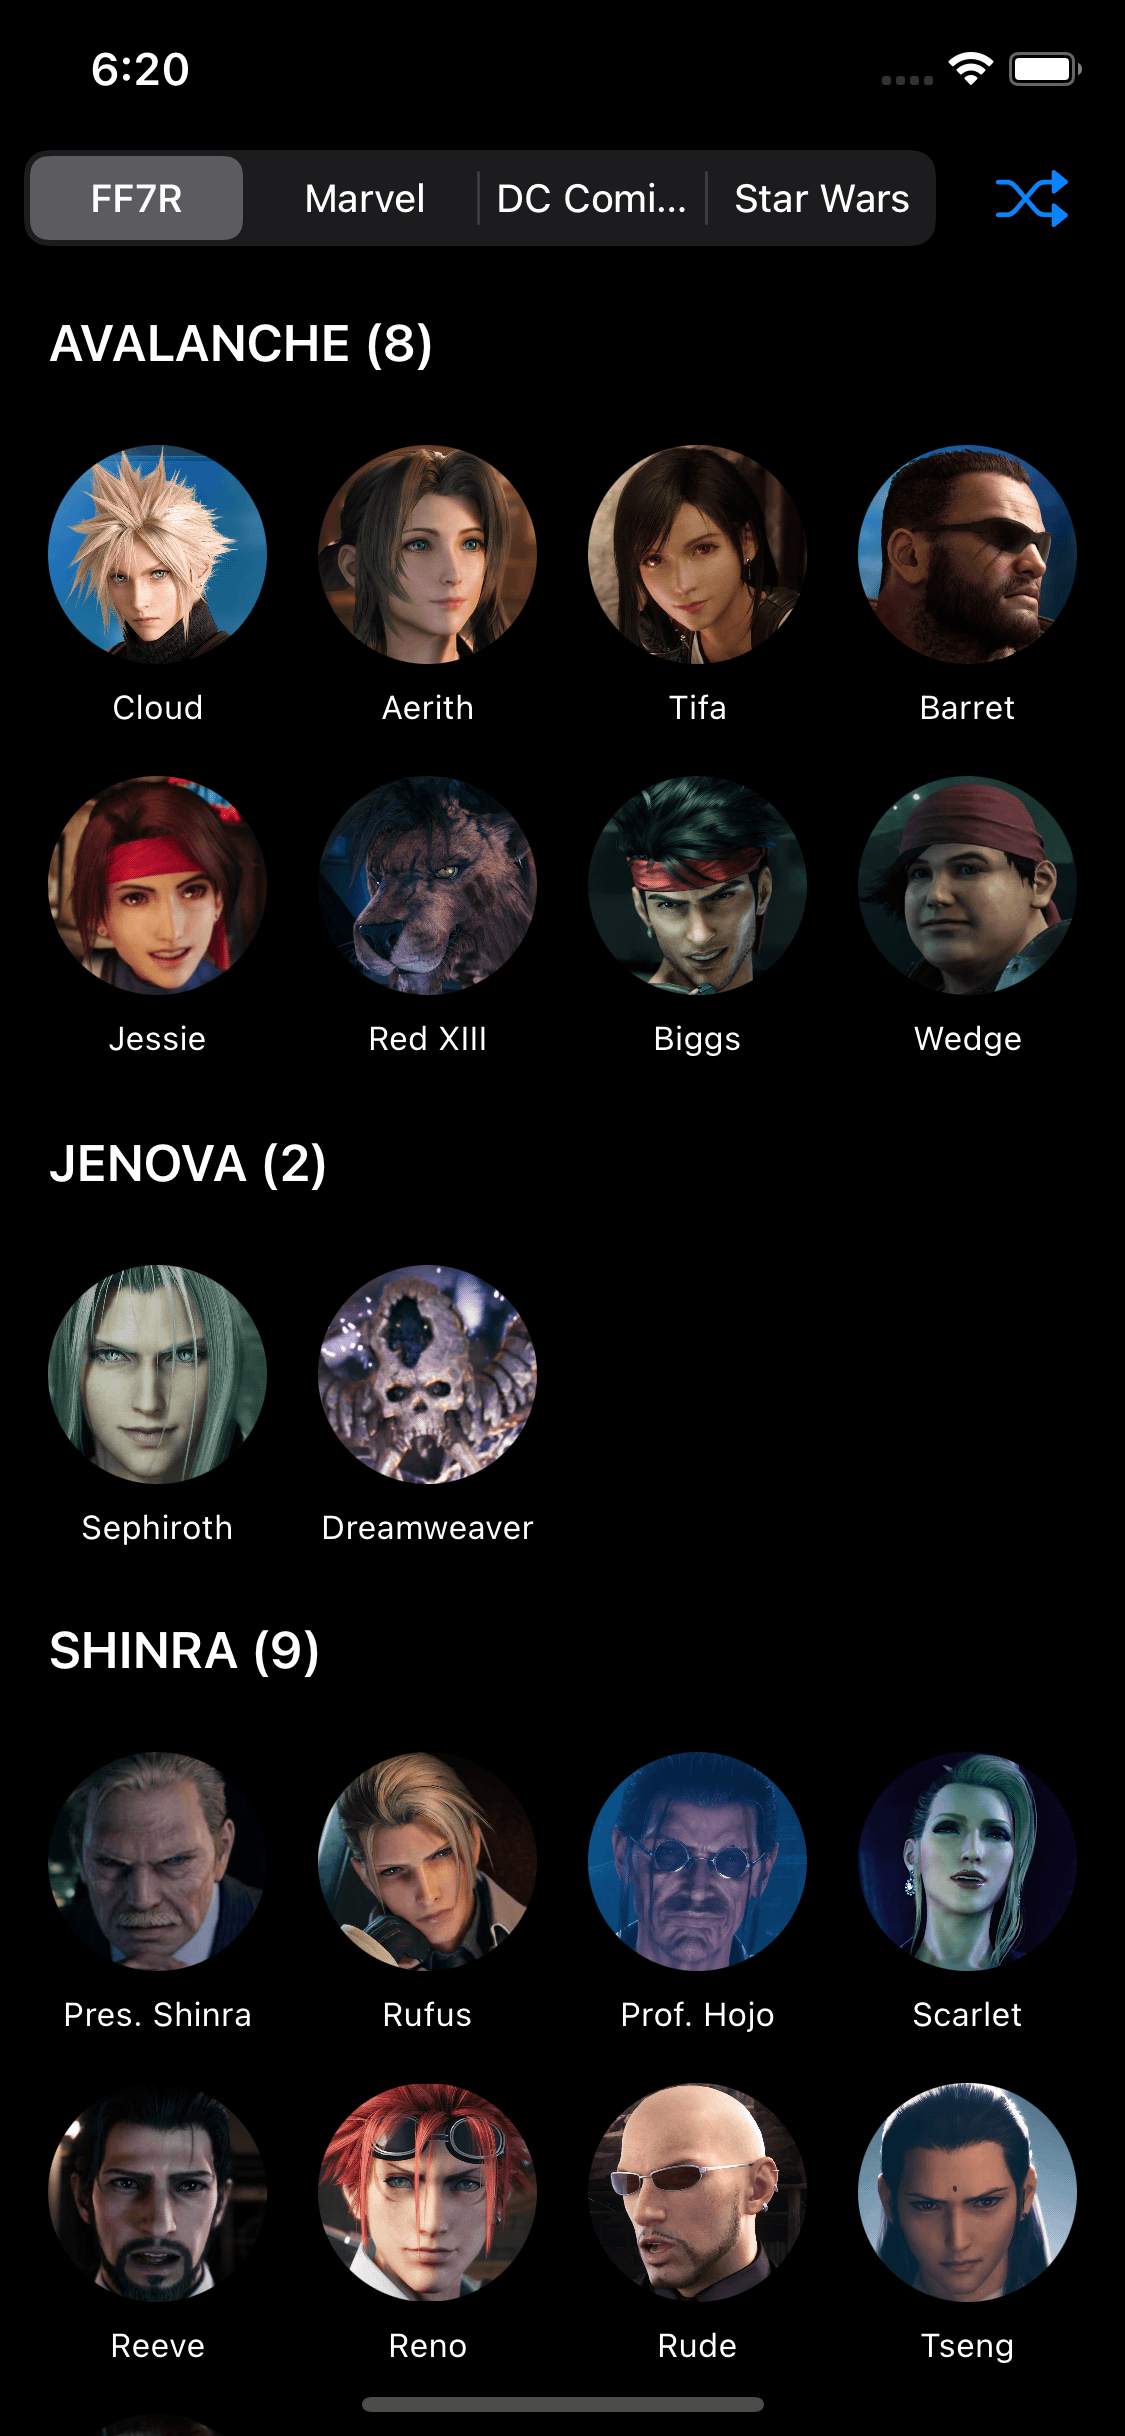 6:20
FF7R Marvel DC Comi... Star Wars
AVALANCHE (8)
Cloud Aerith Tifa Barret
Jessie Red XIII Biggs Wedge
JENOVA (2)
Sephiroth Dreamweaver
SHINRA (9)
Pres. Shinra Rufus Prof. Hojo Scarlet
Reeve Reno Rude Tseng